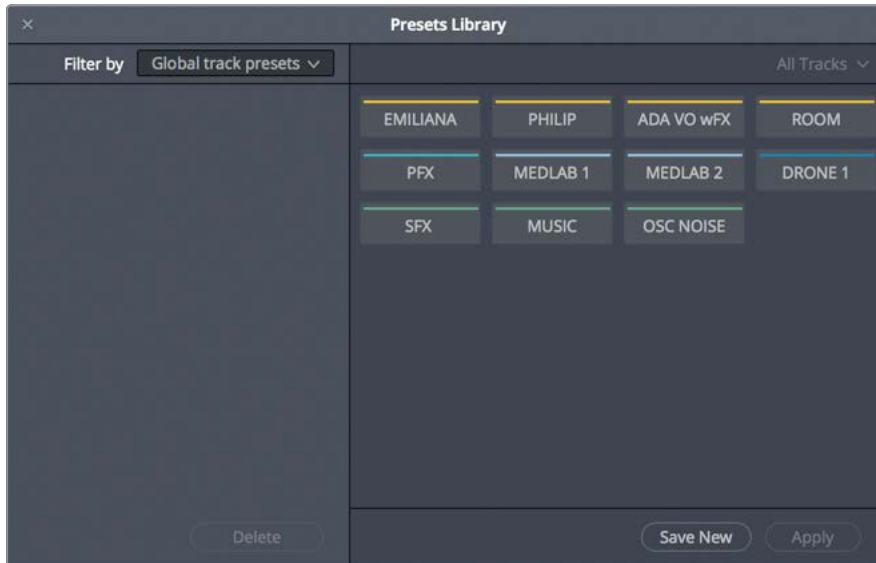 × Presets Library
Filter by Global track presets All Tracks
EMILIANA PHILIP ADA VO wFX ROOM
PFX MEDLAB 1 MEDLAB 2 DRONE 1
SFX MUSIC OSC NOISE
Delete Save New Apply